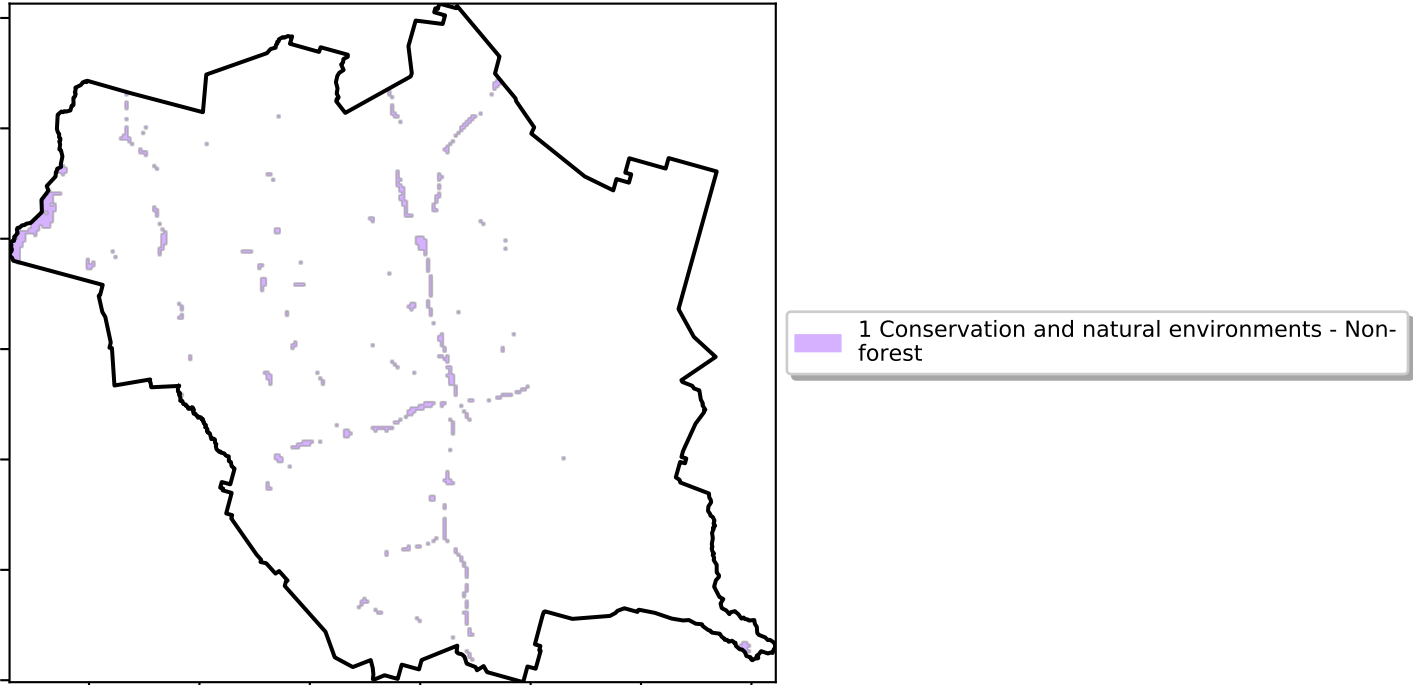 1 Conservation and natural environments - Non-
forest